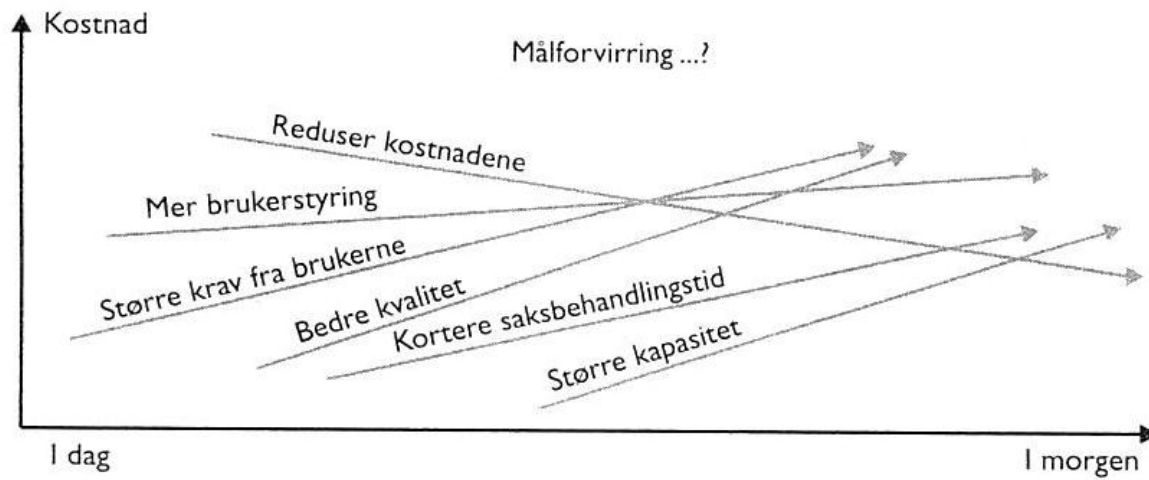 Kostnad
Målforvirring ...?
Reduser kostnadene
Mer brukerstyring
Større krav fra brukerne
Bedre kvalitet
Kortere saksbehandlingstid
Større kapasitet
I dag
I morgen